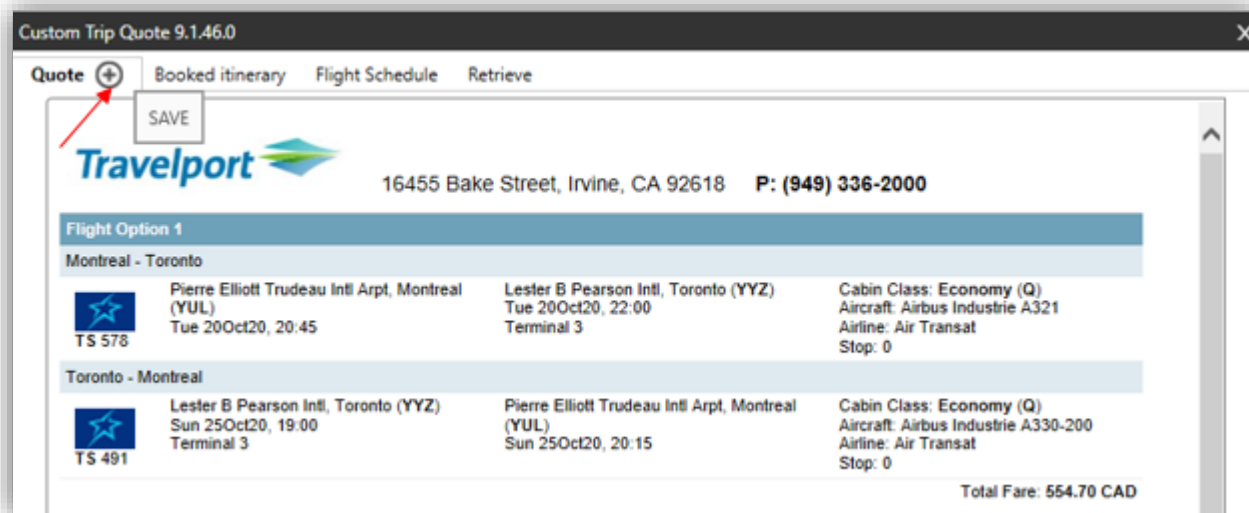 Custom Trip Quote 9.1.46.0
Quote Booked itinerary Flight Schedule Retrieve
SAVE
Travelport
16455 Bake Street, Irvine, CA 92618 P: (949) 336-2000
Flight Option 1
Montreal - Toronto
Pierre Elliott Trudeau Intl Arpt, Montreal Lester B Pearson Intl, Toronto (YYZ) Cabin Class: Economy (Q)
(YUL) Tue 20Oct20, 22:00 Aircraft: Airbus Industrie A321
Tue 20Oct20, 20:45 Terminal 3 Airline: Air Transat
TS 578 Stop: 0
Toronto - Montreal
Lester B Pearson Intl, Toronto (YYZ) Pierre Elliott Trudeau Intl Arpt, Montreal Cabin Class: Economy (Q)
Sun 25Oct20, 19:00 (YUL) Aircraft: Airbus Industrie A330-200
Terminal 3 Sun 25Oct20, 20:15 Airline: Air Transat
TS 491 Stop: 0
Total Fare: 554.70 CAD